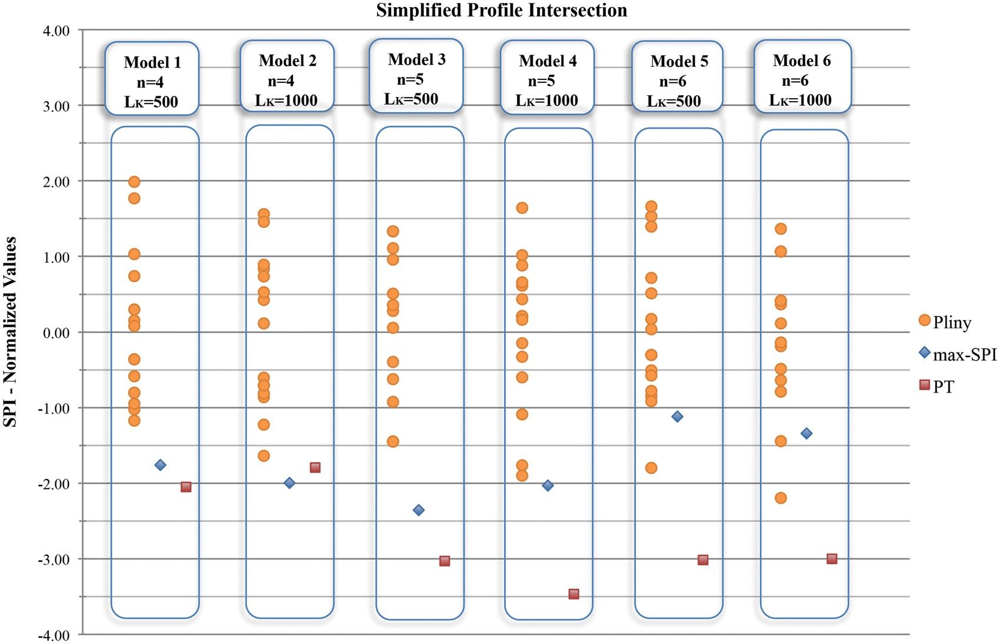 Simplified Profile Intersection
SPI - Normalized Values
4.00
3.00
2.00
1.00
0.00
-1.00
-2.00
-3.00
-4.00
Model 1
n=4
LK=500
Model 2
n=4
LK=1000
Model 3
n=5
LK=500
Model 4
n=5
LK=1000
Model 5
n=6
LK=500
Model 6
n=6
LK=1000
Pliny
max-SPI
PT